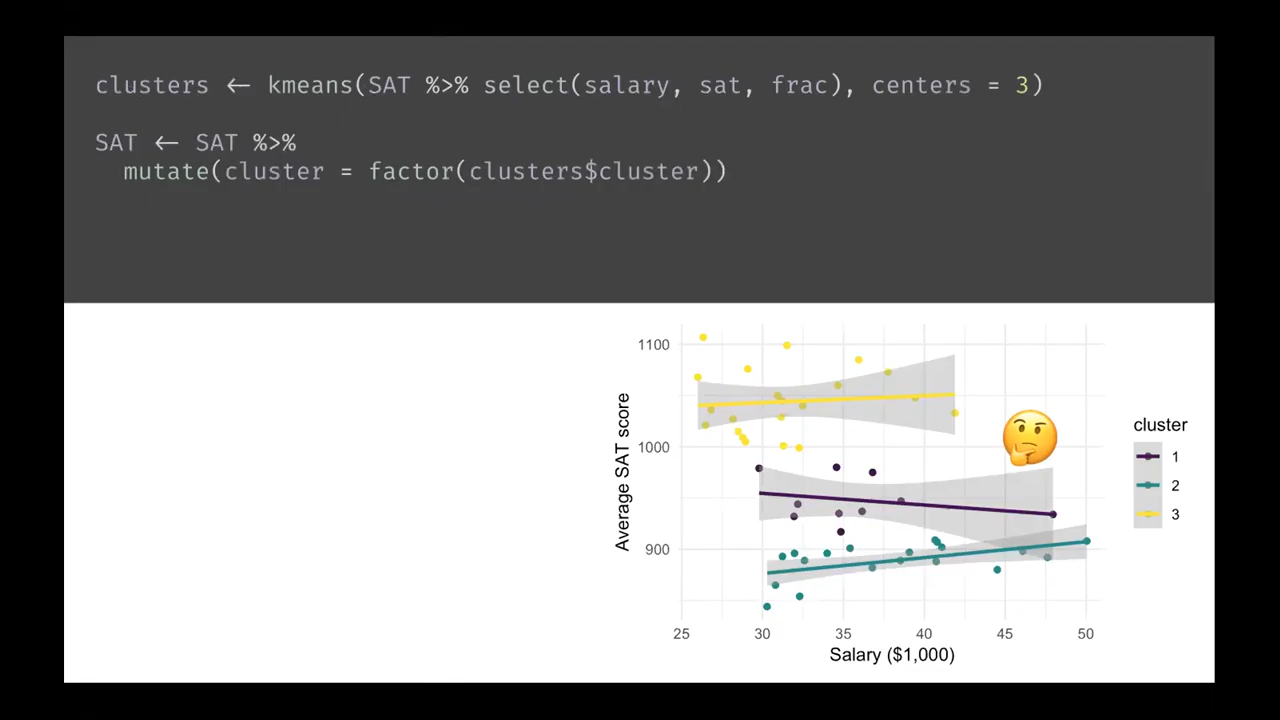 clusters <- kmeans(SAT %>% select(salary, sat, frac), centers = 3)
SAT <- SAT %>%
mutate(cluster = factor(clusters$cluster))
1100
1000
900
Average SAT score
25 30 35 40 45 50
Salary ($1,000)
cluster
1
2
3